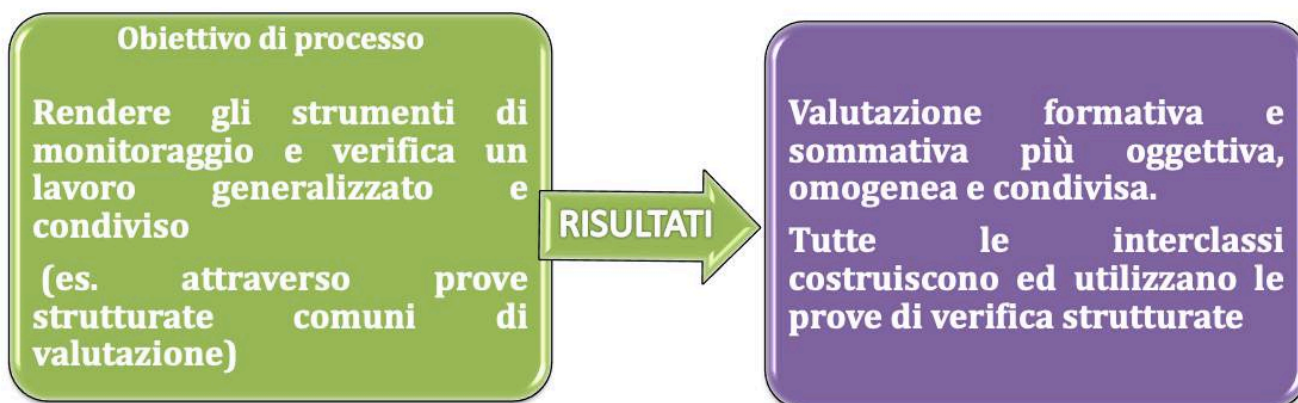 Obiettivo di processo
Rendere gli strumenti di
monitoraggio e verifica un
lavoro generalizzato e
condiviso
(es. attraverso prove
strutturate comuni di
valutazione)
RISULTATI
Valutazione formativa e
sommativa più oggettiva,
omogenea e condivisa.
Tutte le interclassi
costruiscono ed utilizzano le
prove di verifica strutturate